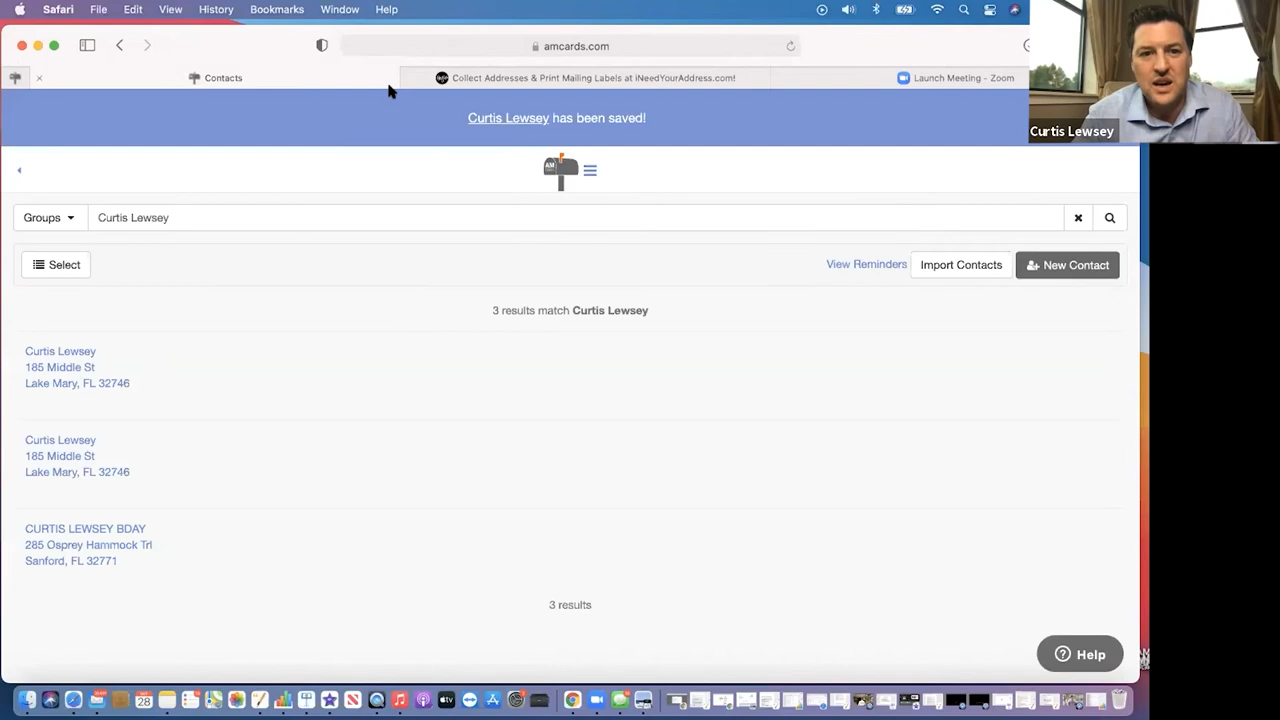 Safari File Edit View History Bookmarks Window Help
amcards.com
Contacts
Collect Addresses & Print Mailing Labels at iNeedYourAddress.com!
Launch Meeting - Zoom
Curtis Lewsey has been saved!
Curtis Lewsey
AM
Groups
Curtis Lewsey
Select
View Reminders
Import Contacts
New Contact
3 results match Curtis Lewsey
Curtis Lewsey
185 Middle St
Lake Mary, FL 32746
Curtis Lewsey
185 Middle St
Lake Mary, FL 32746
CURTIS LEWSEY BDAY
285 Osprey Hammock Trl
Sanford, FL 32771
3 results
Help
28